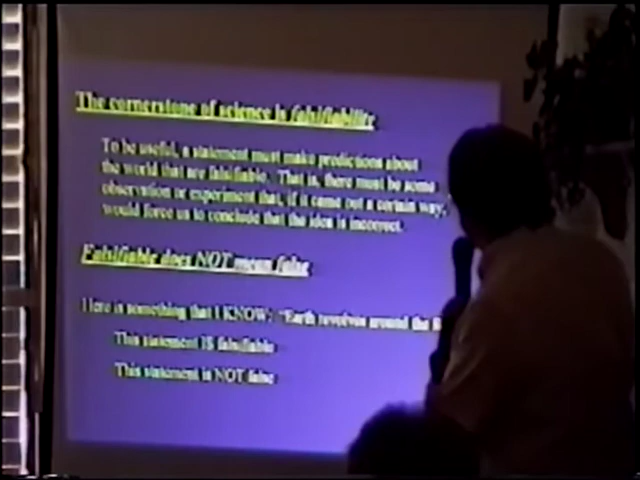 The cornerstone of science is falsifiability
To be useful, a statement must make predictions about
the world that are falsifiable. That is, there must be some
observation or experiment that, if it came out a certain way,
would force us to conclude that the idea is incorrect.
Falsifiable does NOT mean false
Here is something that I KNOW: "Earth revolves around the
This statement IS falsifiable
This statement is NOT false